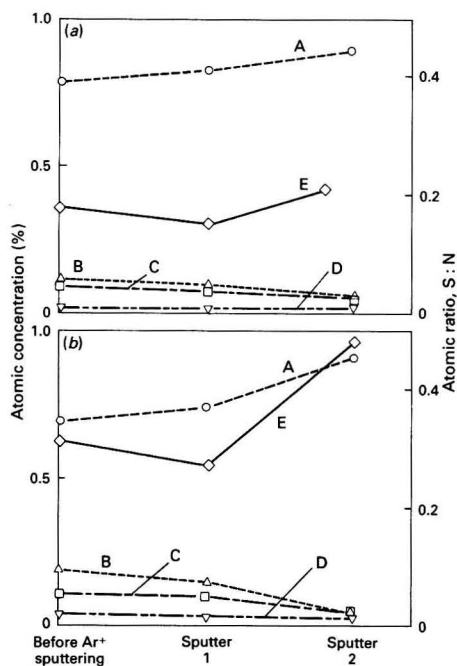 1.0
(a)
A
0.4
0.5
E
0.2
B
C
D
0
0
Atomic concentration (%)
Atomic ratio, S : N
1.0
(b)
A
0.4
E
0.5
0.2
B
C
D
0
0
Before Ar⁺ sputtering
Sputter 1
Sputter 2